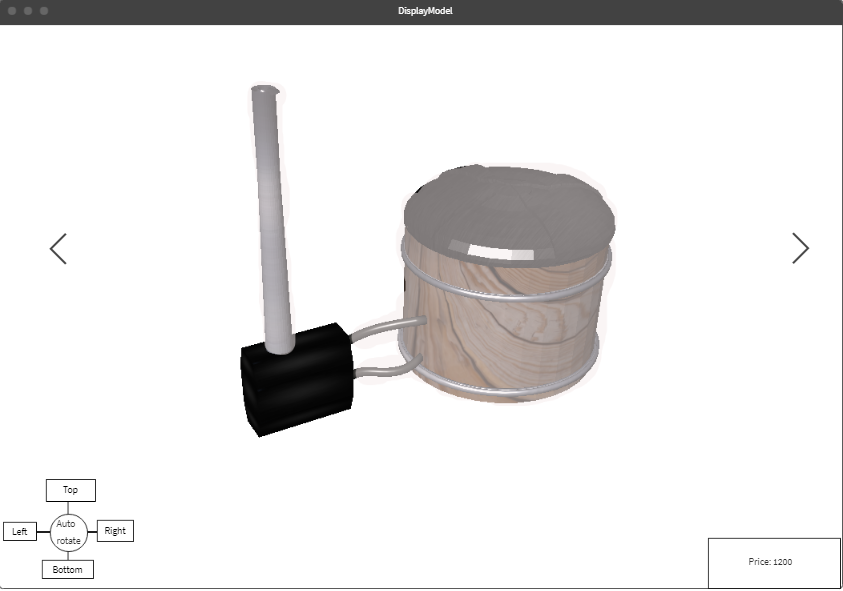 DisplayModel
Top
Left
Auto
rotate
Right
Bottom
Price: 1200